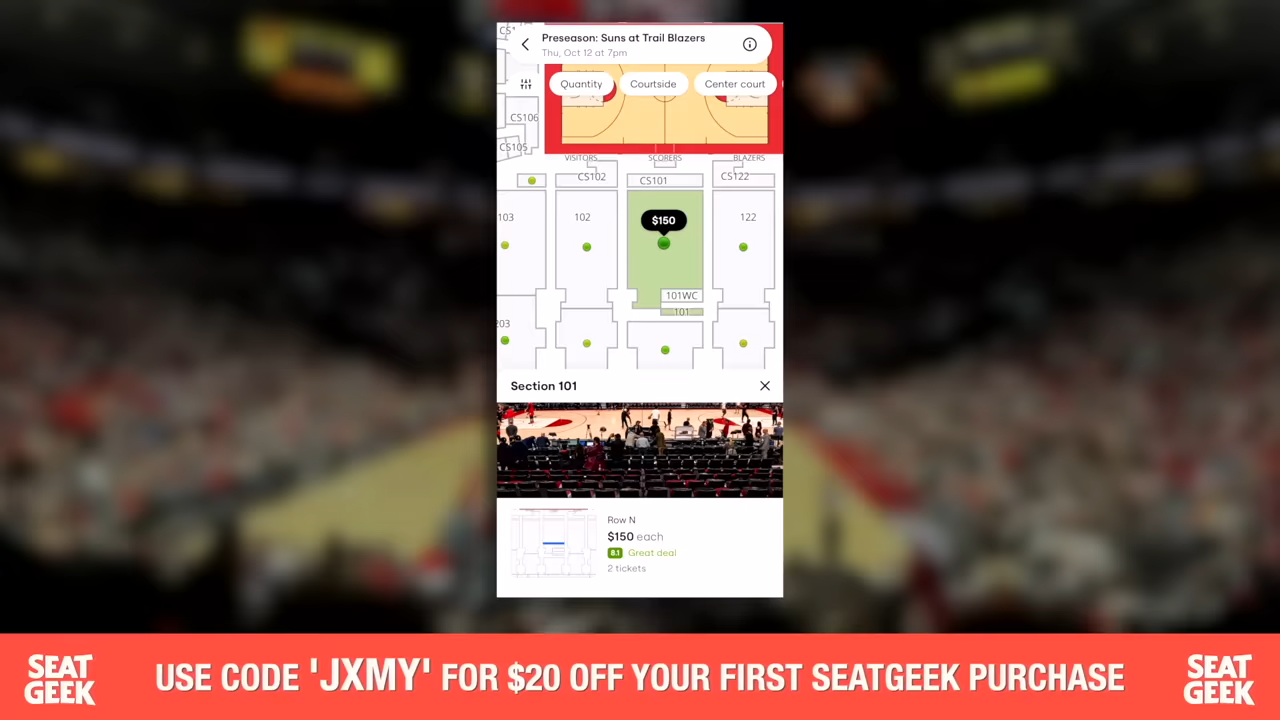 CS1
Preseason: Suns at Trail Blazers
Thu, Oct 12 at 7pm
Quantity
Courtside
Center court
CS106
CS105
VISITORS
SCORERS
BLAZERS
CS102
CS101
CS122
103
102
$150
122
101WC
101
203
Section 101
Row N
$150 each
8.1 Great deal
2 tickets
SEAT
GEEK
USE CODE 'JXMY' FOR $20 OFF YOUR FIRST SEATGEEK PURCHASE
SEAT
GEEK